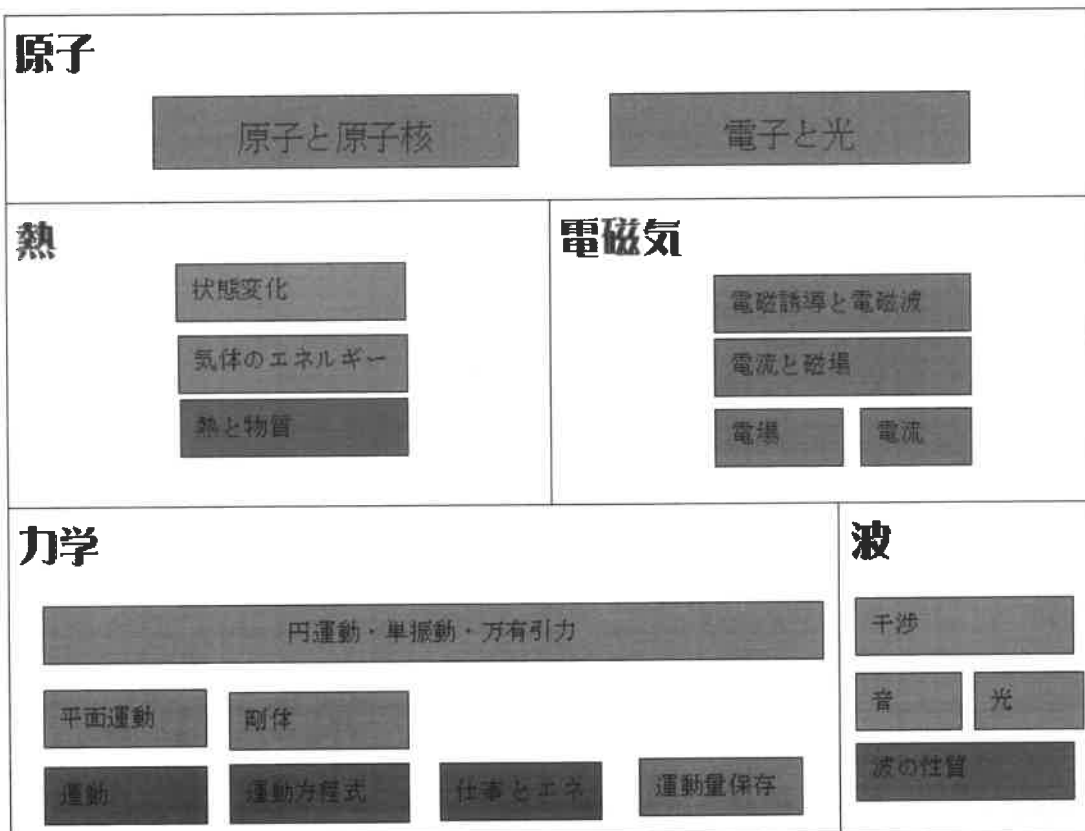 原子
原子と原子核
電子と光
熱
状態変化
気体のエネルギー
熱と物質
電磁気
電磁誘導と電磁波
電流と磁場
電場
電流
力学
円運動・単振動・万有引力
平面運動
剛体
運動
運動方程式
仕事とエネ
運動量保存
波
干渉
音
光
波の性質